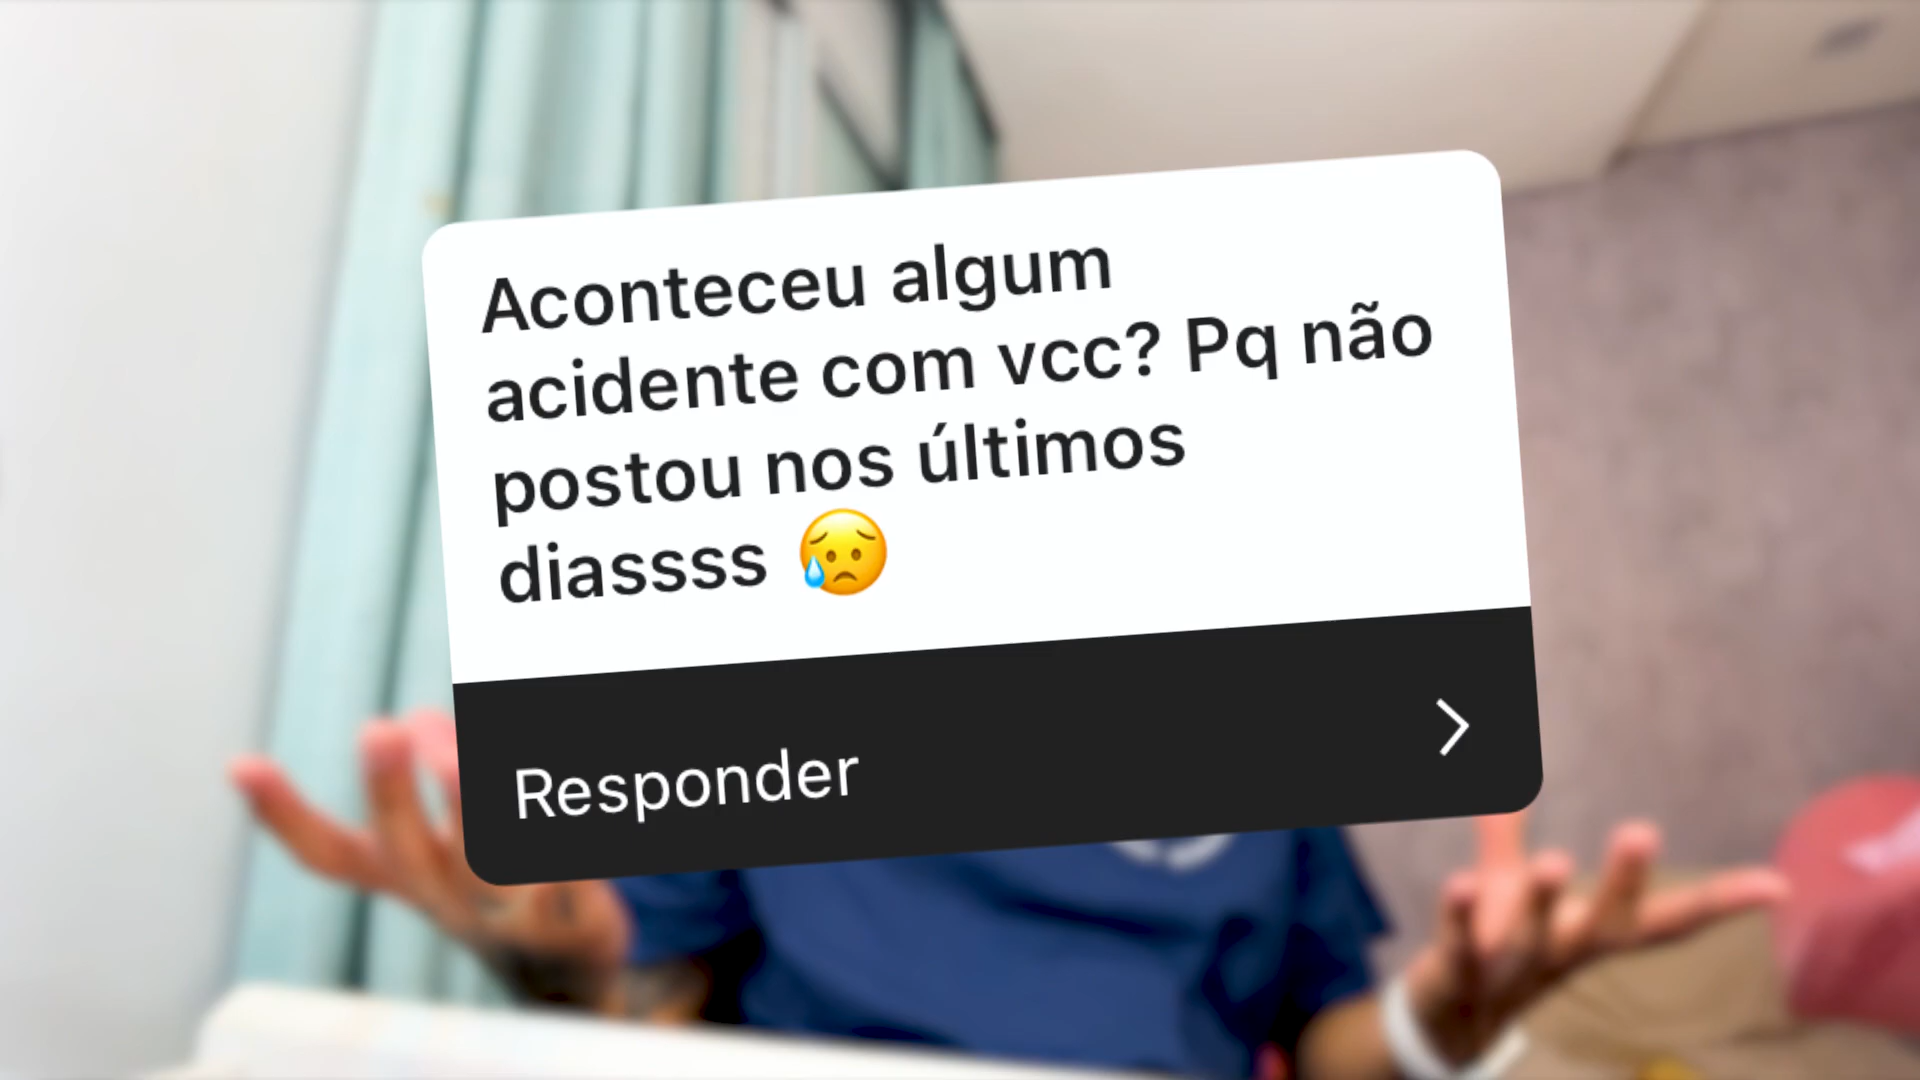 Aconteceu algum
acidente com vcc? Pq não
postou nos últimos
diassss 😥
Responder